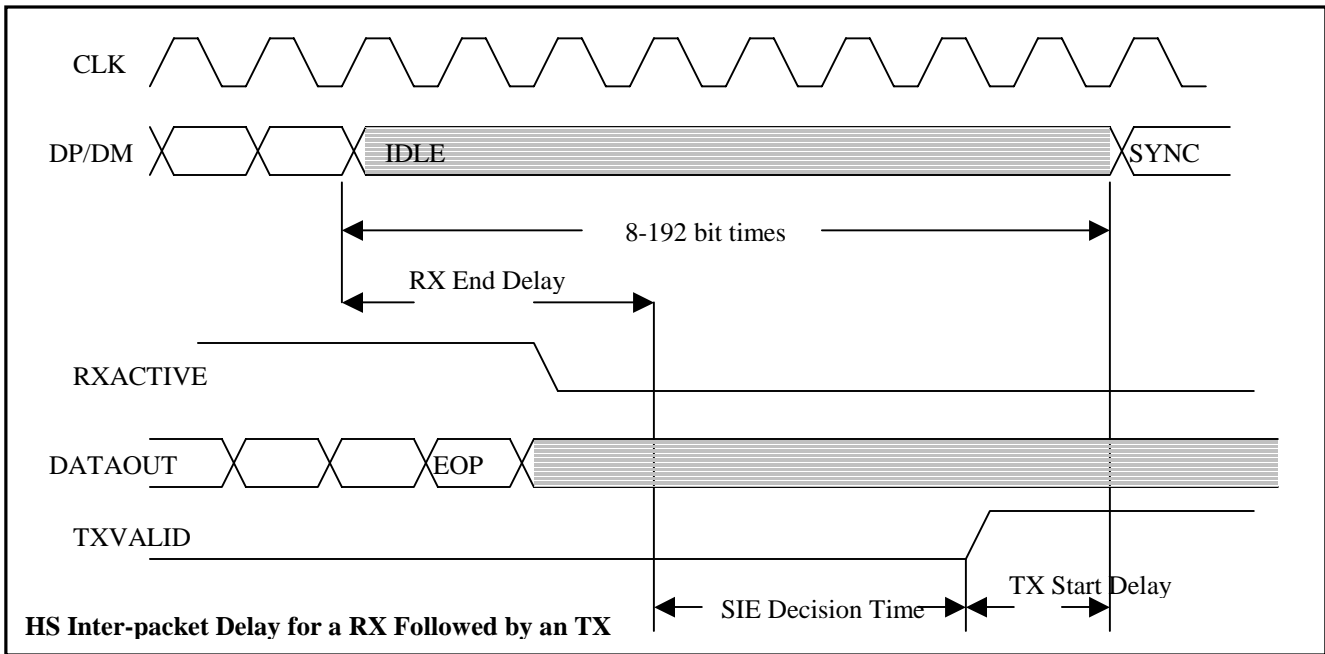 CLK
DP/DM
IDLE
SYNC
8-192 bit times
RX End Delay
RXACTIVE
DATAOUT
EOP
TXVALID
TX Start Delay
SIE Decision Time
HS Inter-packet Delay for a RX Followed by an TX